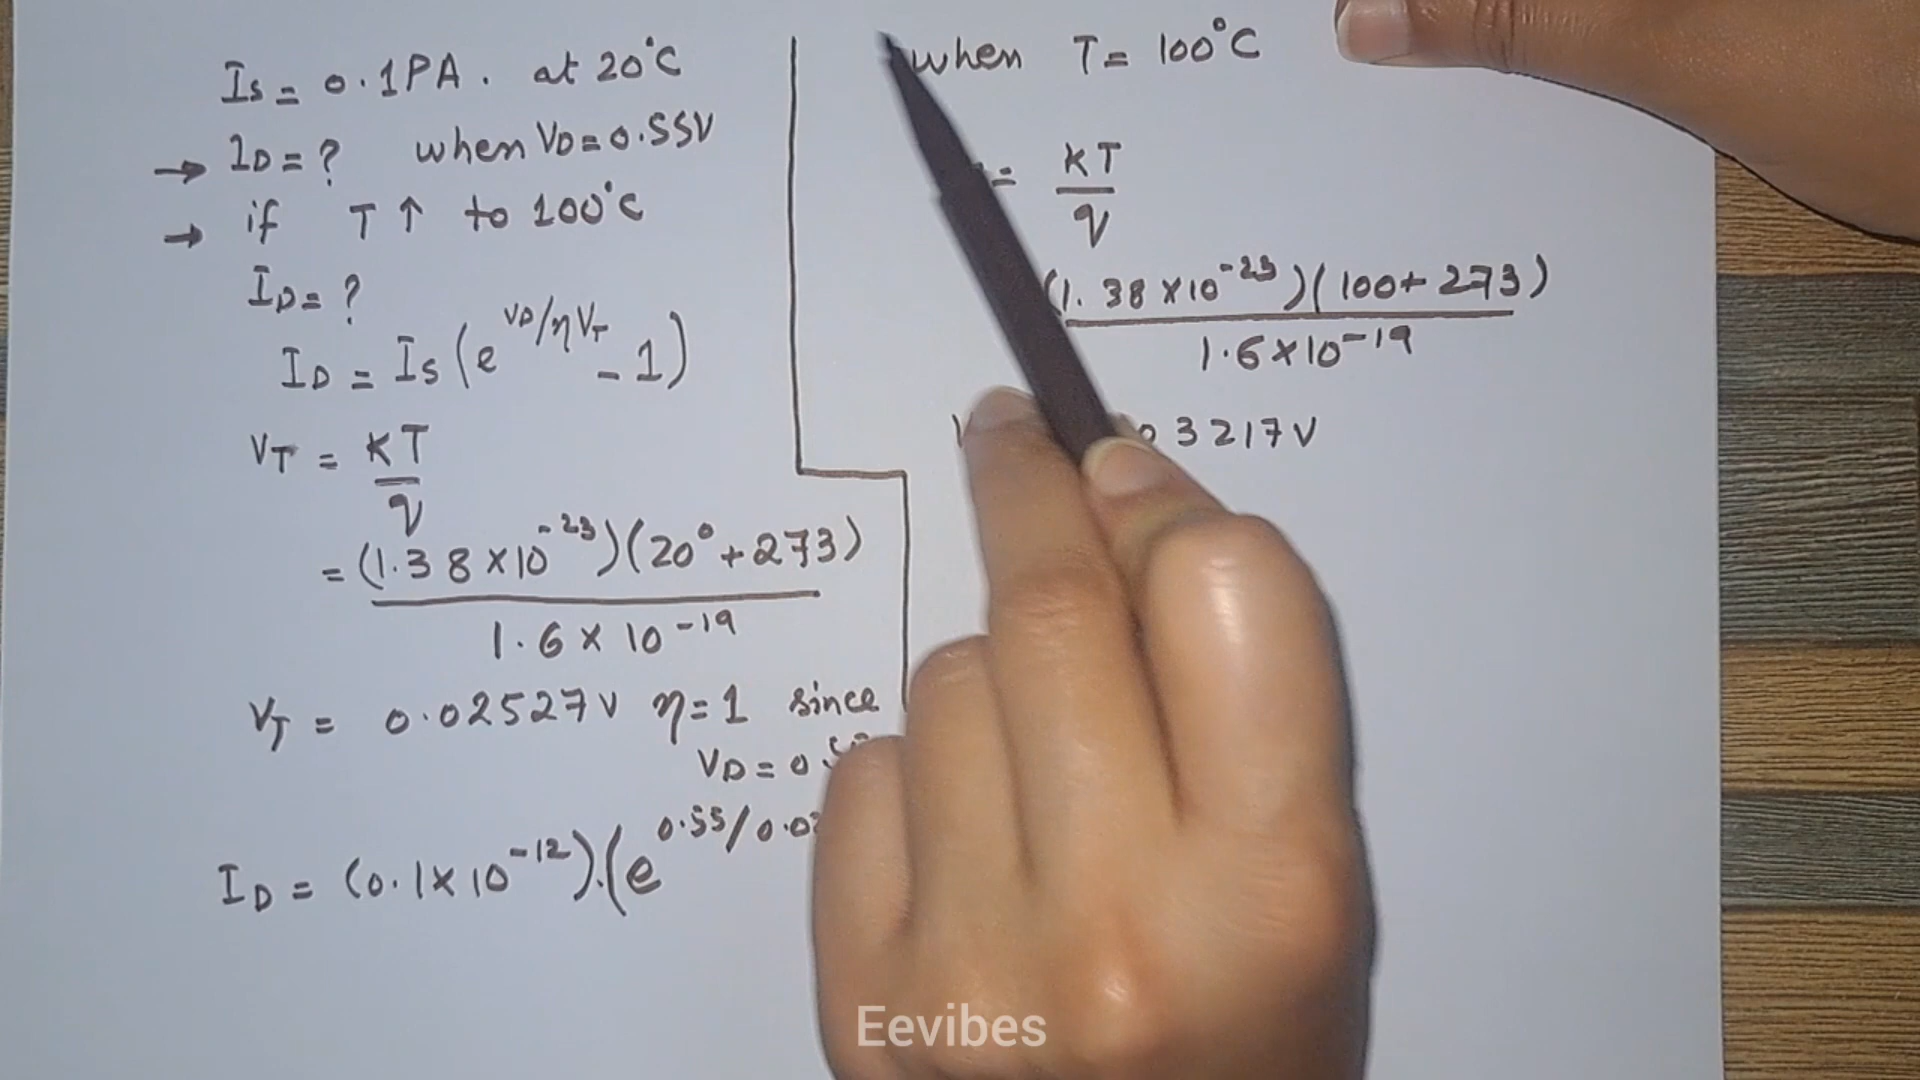 Is = 0.1PA. at 20°C
→ ID = ? when VD = 0.55V
→ if T ↑ to 100°C
ID = ?
ID = Is (e^VD/ηVT - 1)
VT = KT/q
= (1.38 × 10^-23)(20° + 273)
1.6 × 10^-19
VT = 0.02527V η = 1 since
VD = 0.55
ID = (0.1 × 10^-12).(e^0.55/0.02
when T = 100°C
= KT/q
(1.38 × 10^-23)(100 + 273)
1.6 × 10^-19
V 03217V
Eevibes